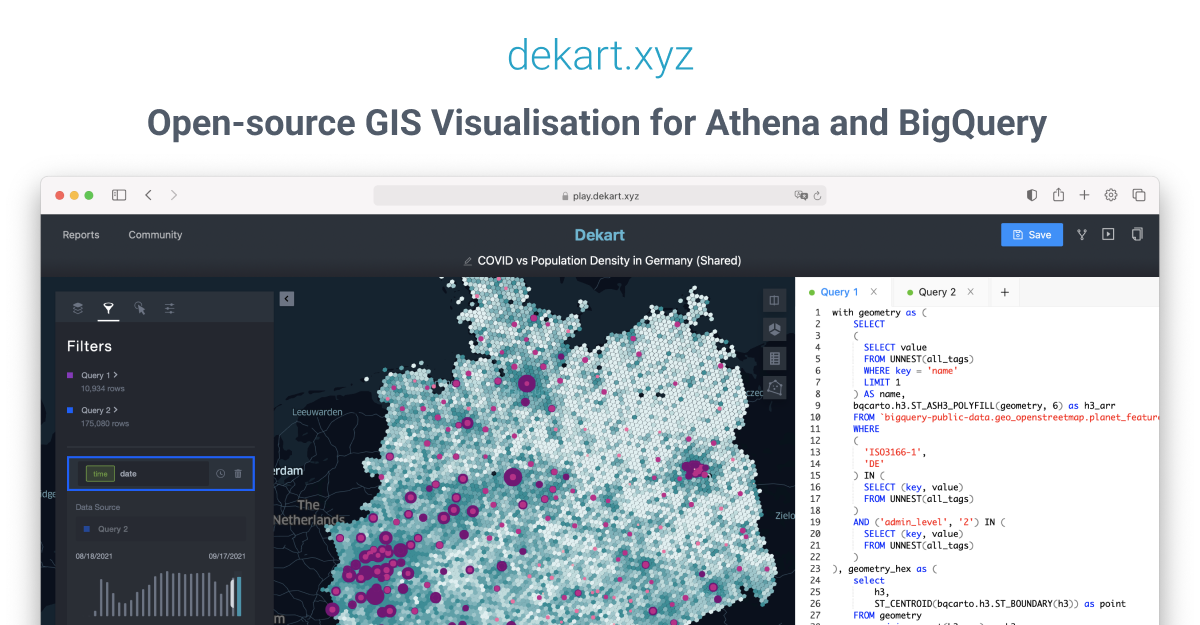 dekart.xyz
Open-source GIS Visualisation for Athena and BigQuery
play.dekart.xyz
Reports
Community
Dekart
Save
COVID vs Population Density in Germany (Shared)
Filters
Query 1
10,934 rows
Query 2
175,080 rows
time
date
Data Source
Query 2
08/18/2021
09/17/2021
Leeuwarden
The
Netherlands
Query 1
Query 2
1 with geometry as (
2 SELECT
3 (
4 SELECT value
5 FROM UNNEST(all_tags)
6 WHERE key = 'name'
7 LIMIT 1
8 ) AS name,
9 bqcarto.h3.ST_ASH3_POLYFILL(geometry, 6) as h3_arr
10 FROM `bigquery-public-data.geo_openstreetmap.planet_feature
11 WHERE
12 (
13 'ISO3166-1',
14 'DE'
15 ) IN (
16 SELECT (key, value)
17 FROM UNNEST(all_tags)
18 )
19 AND ('admin_level', '2') IN (
20 SELECT (key, value)
21 FROM UNNEST(all_tags)
22 )
23 ), geometry_hex as (
24 select
25 h3,
26 ST_CENTROID(bqcarto.h3.ST_BOUNDARY(h3)) as point
27 FROM geometry